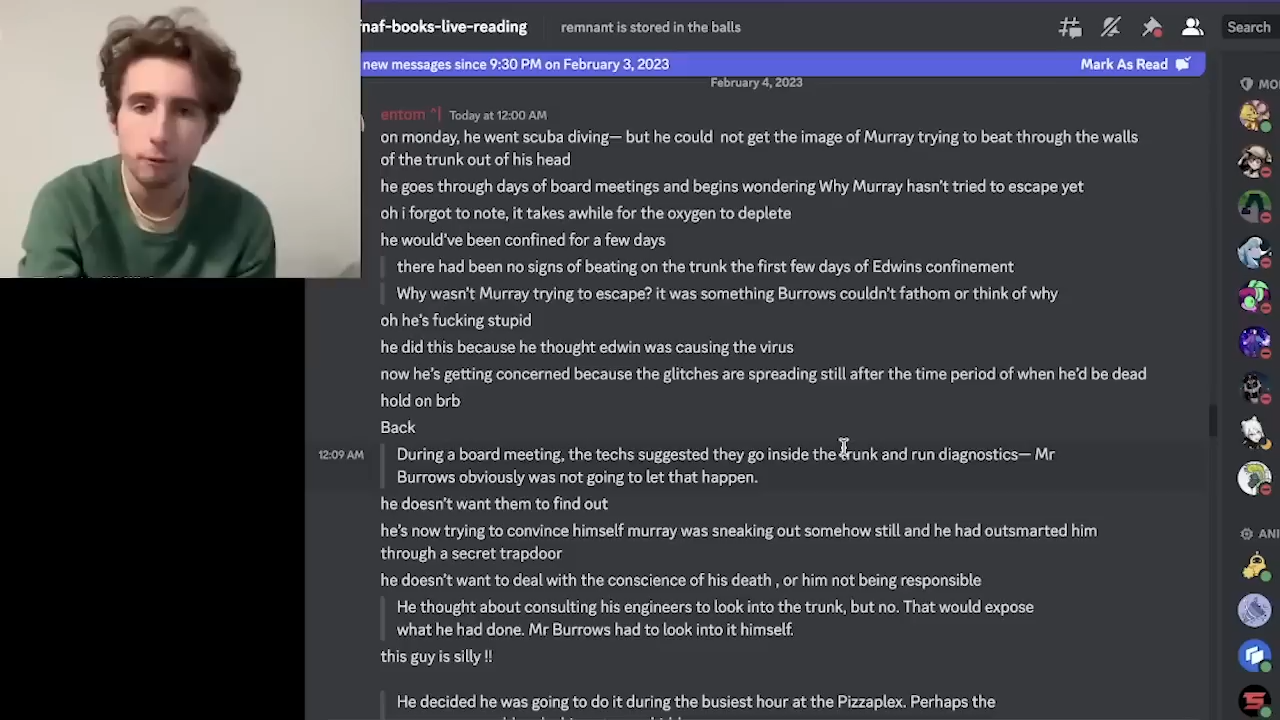 fnaf-books-live-reading
remnant is stored in the balls
Search
new messages since 9:30 PM on February 3, 2023
Mark As Read
February 4, 2023
entom ^| Today at 12:00 AM
on monday, he went scuba diving— but he could not get the image of Murray trying to beat through the walls
of the trunk out of his head
he goes through days of board meetings and begins wondering Why Murray hasn't tried to escape yet
oh i forgot to note, it takes awhile for the oxygen to deplete
he would've been confined for a few days
there had been no signs of beating on the trunk the first few days of Edwins confinement
Why wasn't Murray trying to escape? it was something Burrows couldn't fathom or think of why
oh he's fucking stupid
he did this because he thought edwin was causing the virus
now he's getting concerned because the glitches are spreading still after the time period of when he'd be dead
hold on brb
Back
12:09 AM
During a board meeting, the techs suggested they go inside the trunk and run diagnostics— Mr
Burrows obviously was not going to let that happen.
he doesn't want them to find out
he's now trying to convince himself murray was sneaking out somehow still and he had outsmarted him
through a secret trapdoor
he doesn't want to deal with the conscience of his death , or him not being responsible
He thought about consulting his engineers to look into the trunk, but no. That would expose
what he had done. Mr Burrows had to look into it himself.
this guy is silly !!
He decided he was going to do it during the busiest hour at the Pizzaplex. Perhaps the
MO
ANI